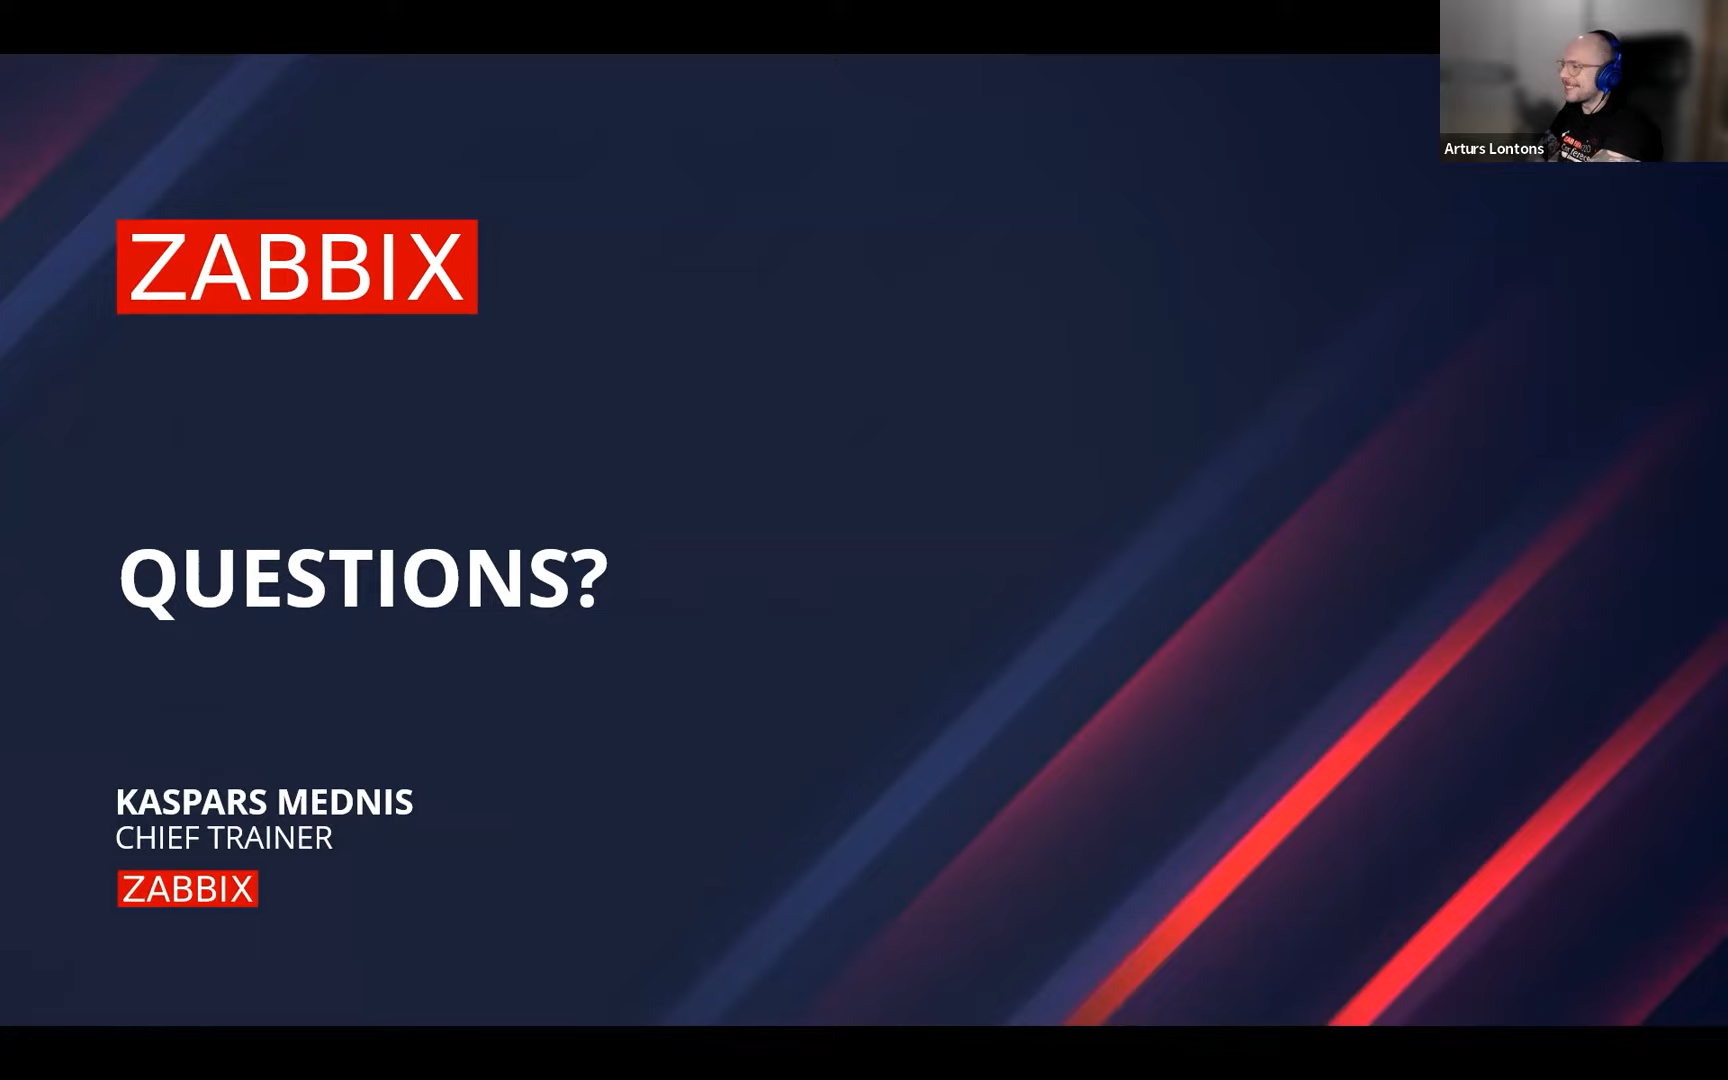 Arturs Lontons
ZABBIX
QUESTIONS?
KASPARS MEDNIS
CHIEF TRAINER
ZABBIX